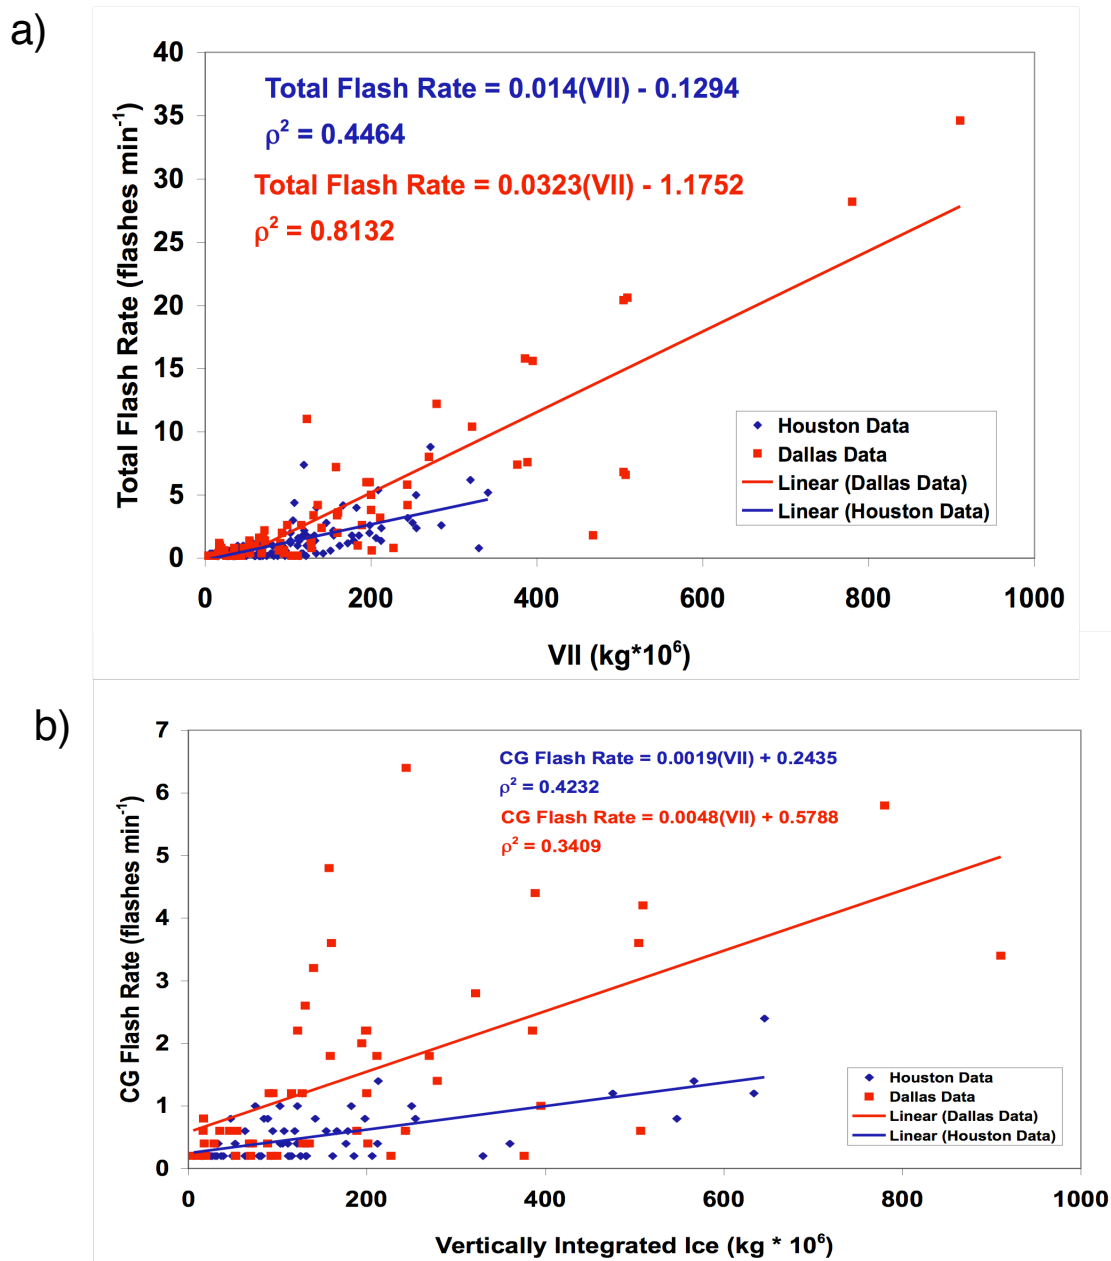 a)
40
35
30
25
20
15
10
5
0
Total Flash Rate (flashes min⁻¹)
Total Flash Rate = 0.014(VII) - 0.1294
ρ² = 0.4464
Total Flash Rate = 0.0323(VII) - 1.1752
ρ² = 0.8132
Houston Data
Dallas Data
Linear (Dallas Data)
Linear (Houston Data)
0 200 400 600 800 1000
VII (kg*10⁶)
b)
7
6
5
4
3
2
1
0
CG Flash Rate (flashes min⁻¹)
CG Flash Rate = 0.0019(VII) + 0.2435
ρ² = 0.4232
CG Flash Rate = 0.0048(VII) + 0.5788
ρ² = 0.3409
Houston Data
Dallas Data
Linear (Dallas Data)
Linear (Houston Data)
0 200 400 600 800 1000
Vertically Integrated Ice (kg * 10⁶)